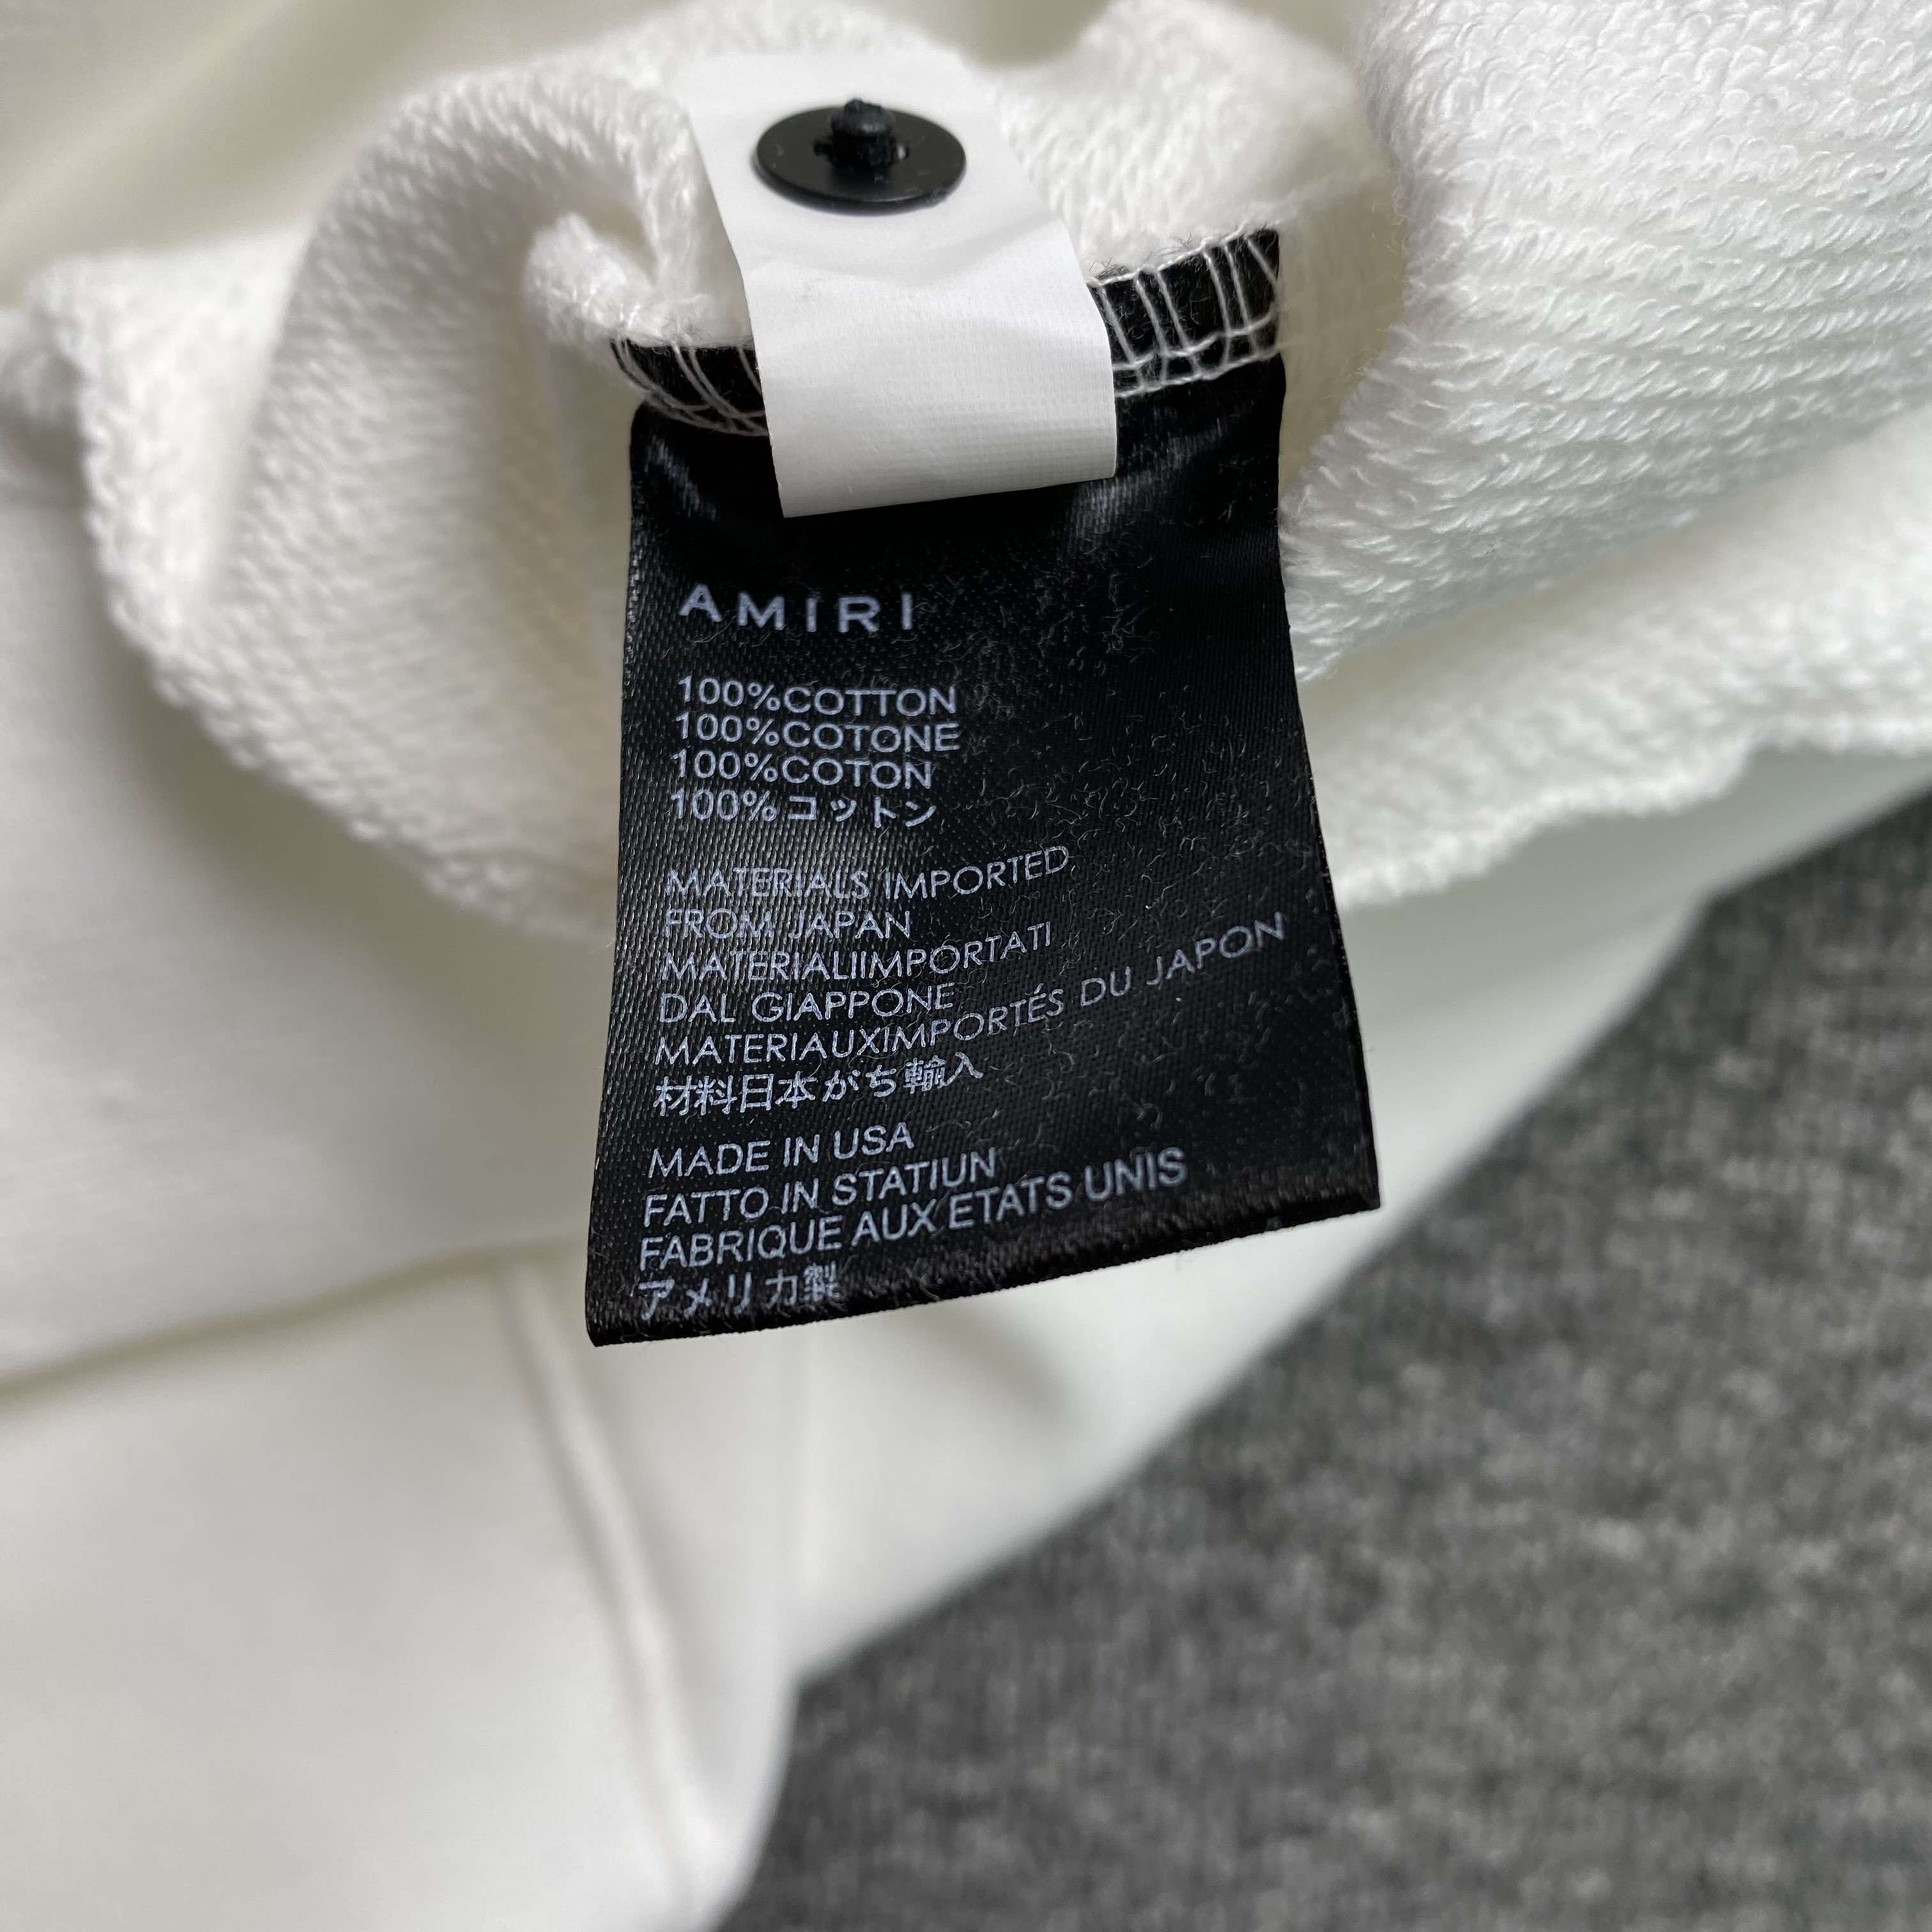 AMIRI
100%COTTON
100%COTONE
100%COTON
100%コットン
MATERIALS IMPORTED
FROM JAPAN
MATERIALIIMPORTATI
DAL GIAPPONE
MATERIAUXIMPORTÉS DU JAPON
材料日本がち輸入
MADE IN USA
FATTO IN STATIUN
FABRIQUE AUX ETATS UNIS
アメリカ製